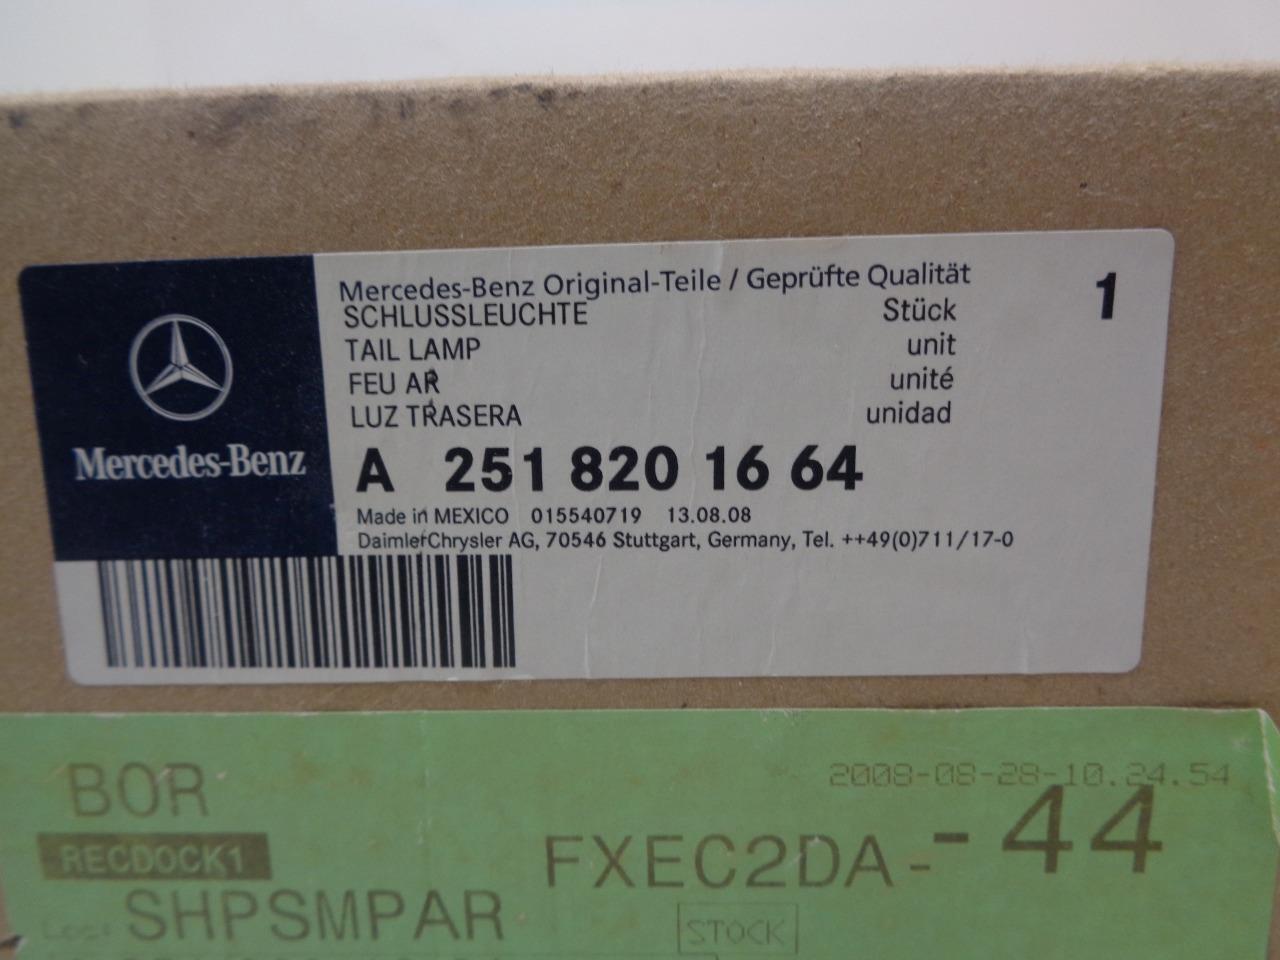 Mercedes-Benz Original-Teile / Geprüfte Qualität 1
SCHLUSSLEUCHTE Stück
TAIL LAMP unit
FEU AR unité
LUZ TRASERA unidad
Mercedes-Benz
A 251 820 16 64
Made in MEXICO 015540719 13.08.08
DaimlerChrysler AG, 70546 Stuttgart, Germany, Tel. ++49(0)711/17-0
BOR 2008-08-28-10.24.54
RECDOCK1 FXEC2DA--44
SHPSMPAR STOCK